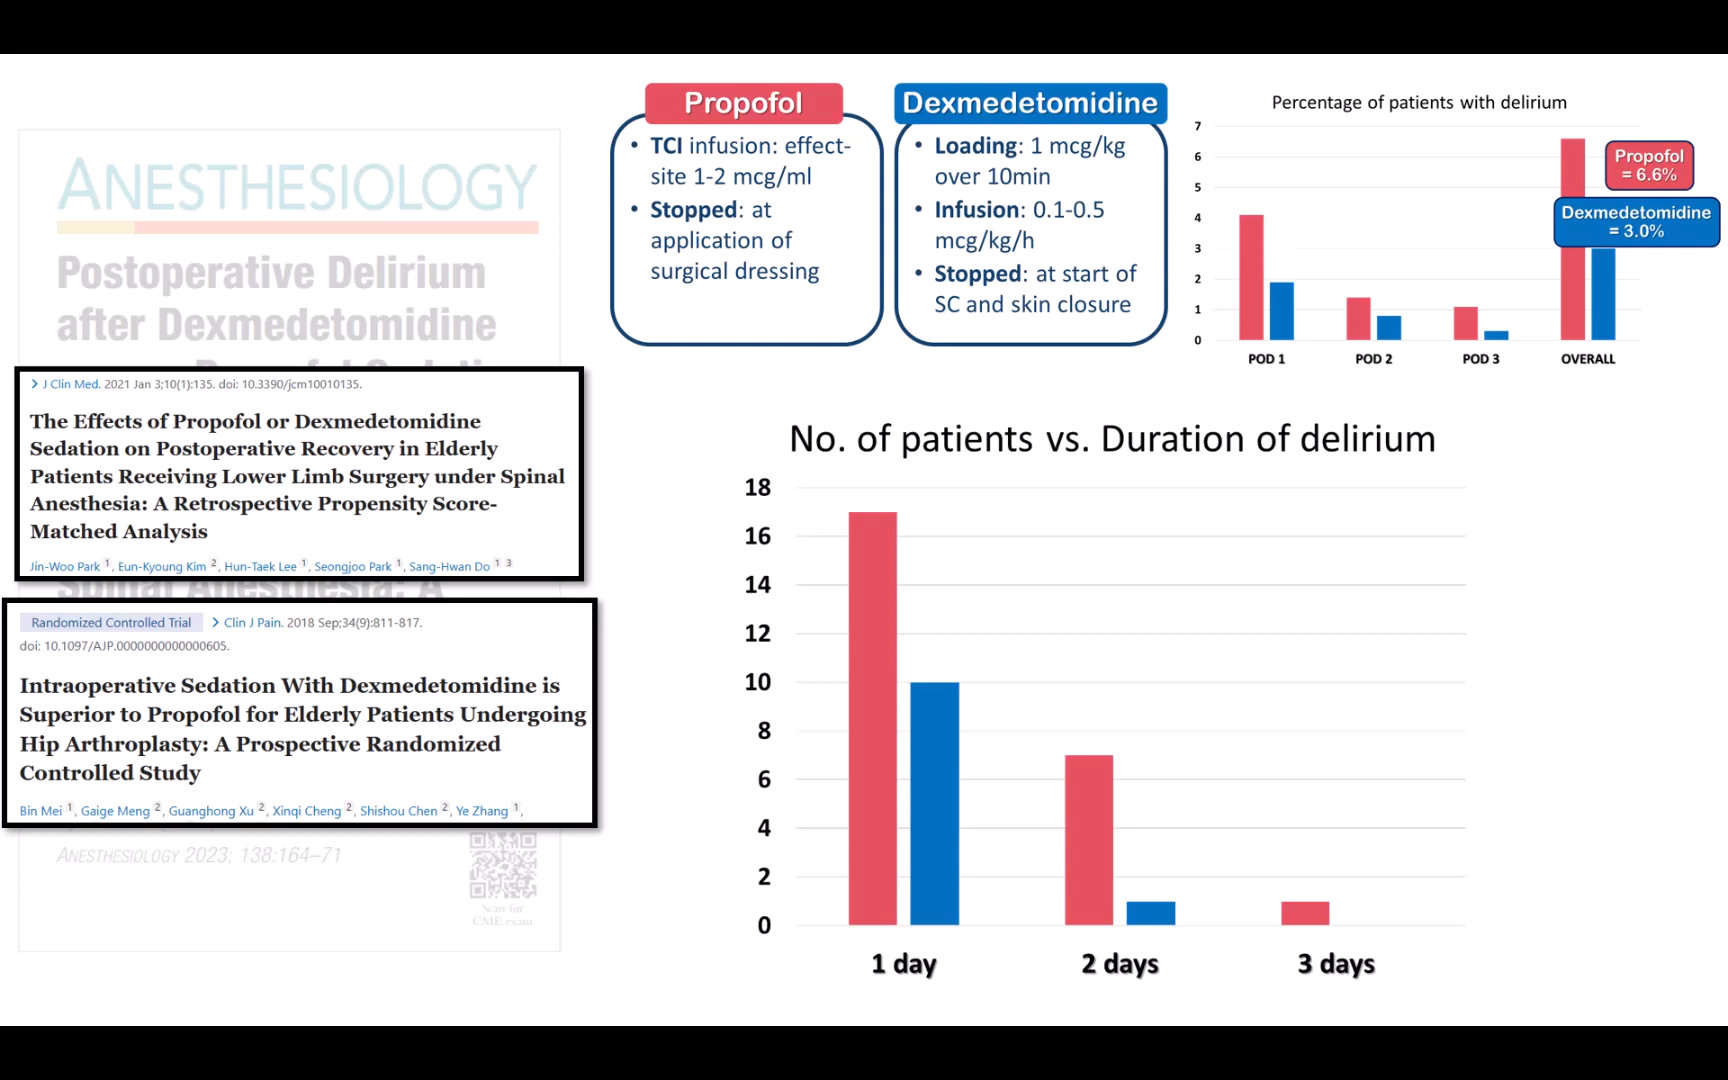 ANESTHESIOLOGY
Postoperative Delirium
after Dexmedetomidine
> J Clin Med. 2021 Jan 3;10(1):135. doi: 10.3390/jcm10010135.
The Effects of Propofol or Dexmedetomidine
Sedation on Postoperative Recovery in Elderly
Patients Receiving Lower Limb Surgery under Spinal
Anesthesia: A Retrospective Propensity Score-
Matched Analysis
Jin-Woo Park 1, Eun-Kyoung Kim 2, Hun-Taek Lee 1, Seongjoo Park 1, Sang-Hwan Do 1 3
Spinal Anesthesia: A
Randomized Controlled Trial > Clin J Pain. 2018 Sep;34(9):811-817.
doi: 10.1097/AJP.0000000000000605.
Intraoperative Sedation With Dexmedetomidine is
Superior to Propofol for Elderly Patients Undergoing
Hip Arthroplasty: A Prospective Randomized
Controlled Study
Bin Mei 1, Gaige Meng 2, Guanghong Xu 2, Xinqi Cheng 2, Shishou Chen 2, Ye Zhang 1,
ANESTHESIOLOGY 2023; 138:164–71
Scan for
CME exam
Propofol
• TCI infusion: effect-
site 1-2 mcg/ml
• Stopped: at
application of
surgical dressing
Dexmedetomidine
• Loading: 1 mcg/kg
over 10min
• Infusion: 0.1-0.5
mcg/kg/h
• Stopped: at start of
SC and skin closure
Percentage of patients with delirium
7
6
5
4
3
2
1
0
POD 1 POD 2 POD 3 OVERALL
Propofol
= 6.6%
Dexmedetomidine
= 3.0%
No. of patients vs. Duration of delirium
18
16
14
12
10
8
6
4
2
0
1 day 2 days 3 days